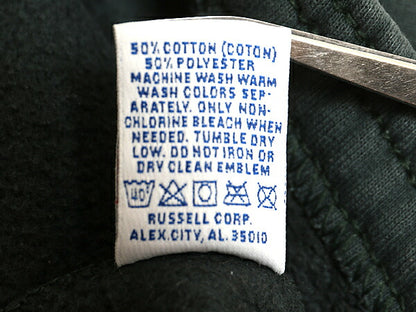 50% COTTON (COTON)
50% POLYESTER
MACHINE WASH WARM
WASH COLORS SEP-
ARATELY. ONLY NON-
CHLORINE BLEACH WHEN
NEEDED. TUMBLE DRY
LOW. DO NOT IRON OR
DRY CLEAN EMBLEM
40
RUSSELL CORP.
ALEX.CITY, AL. 35010